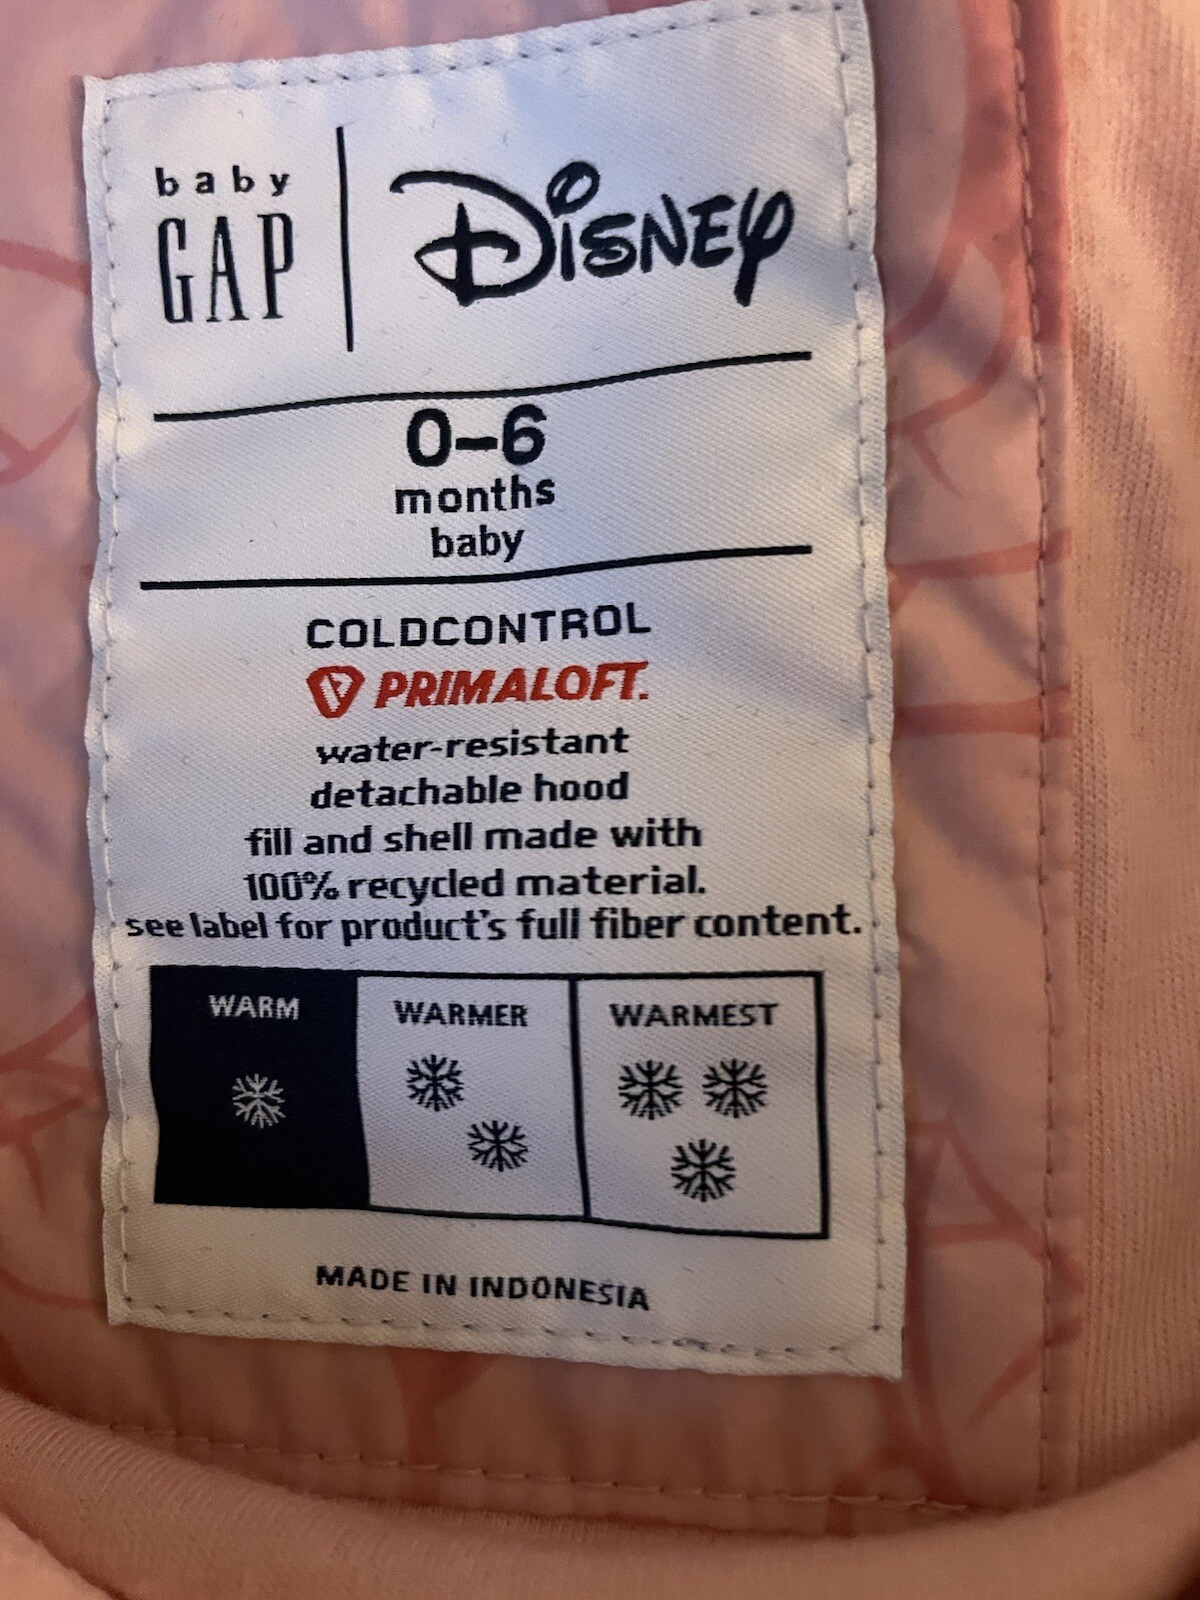 baby
GAP
Disney
0–6
months
baby
COLDCONTROL
PRIMALOFT.
water-resistant
detachable hood
fill and shell made with
100% recycled material.
see label for product's full fiber content.
WARM
WARMER
WARMEST
MADE IN INDONESIA